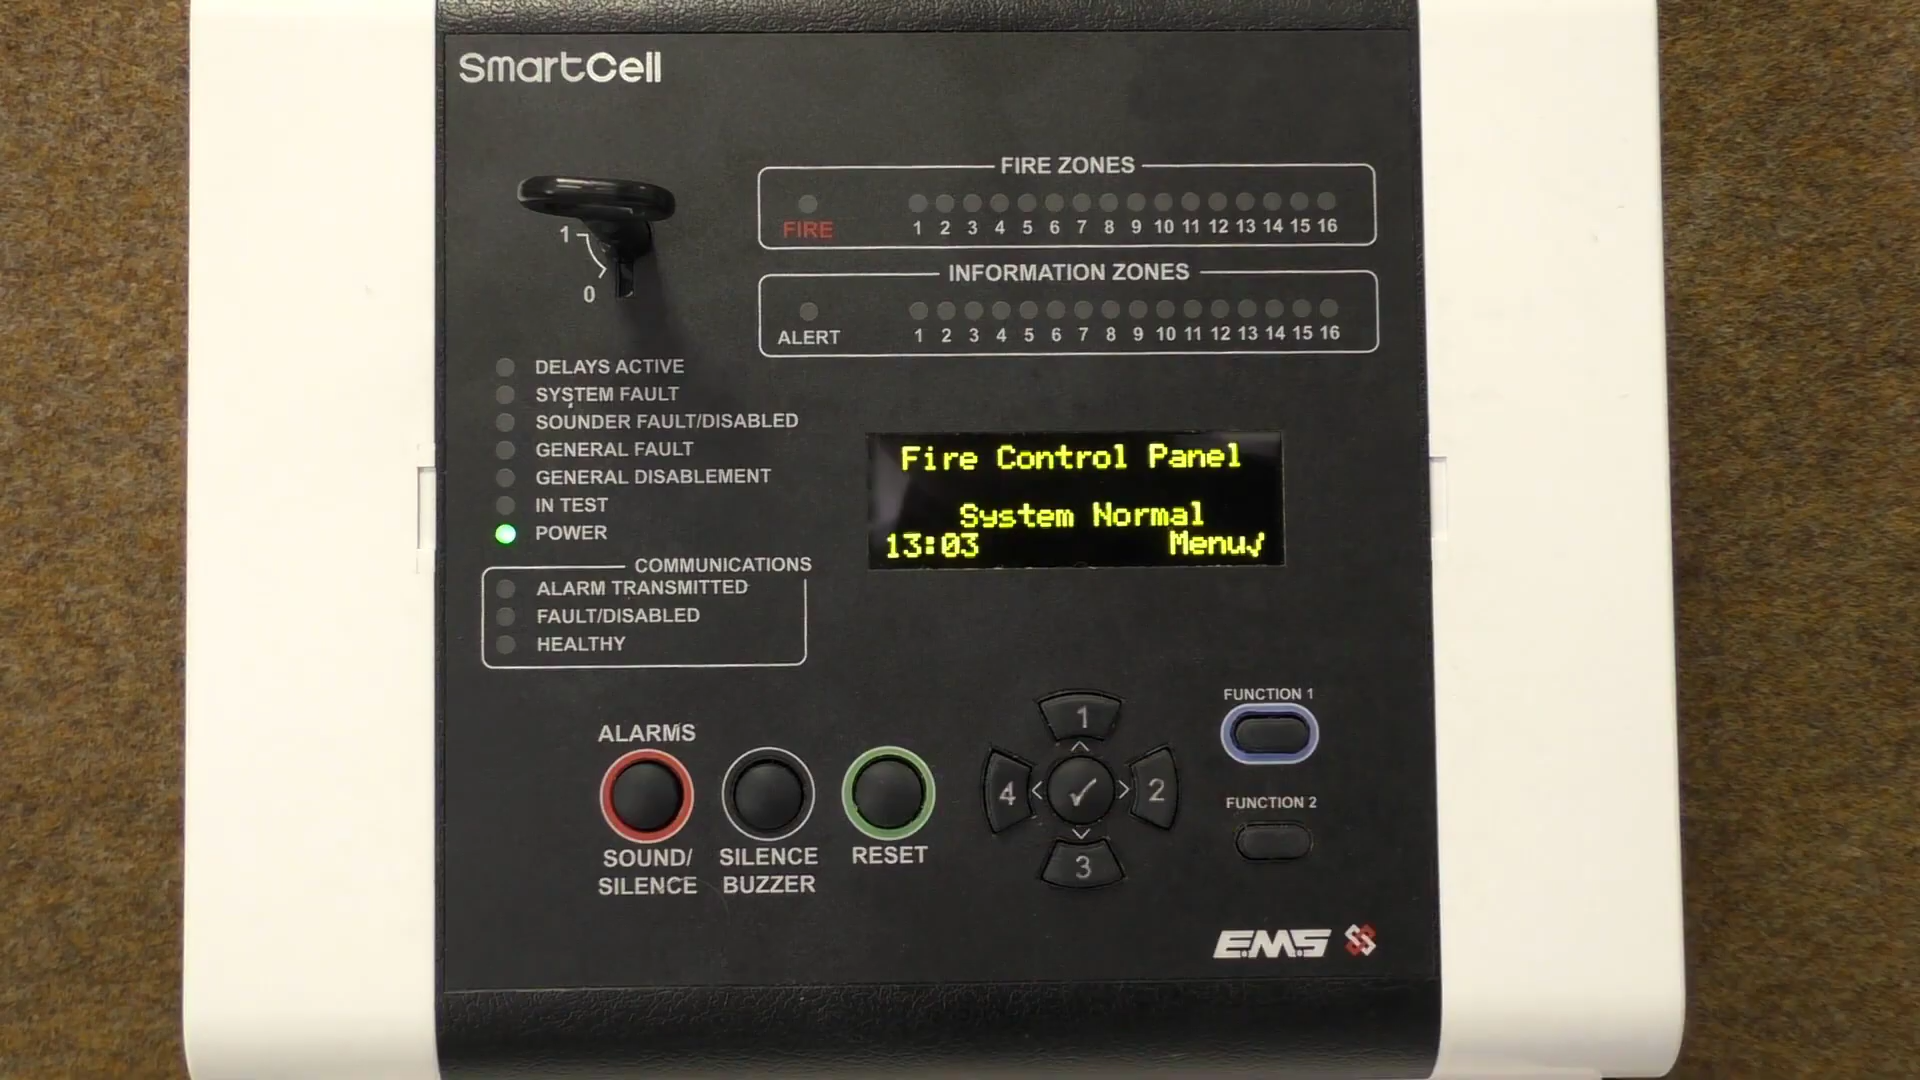 SmartCell
FIRE ZONES
FIRE
1 2 3 4 5 6 7 8 9 10 11 12 13 14 15 16
1
0
INFORMATION ZONES
ALERT
1 2 3 4 5 6 7 8 9 10 11 12 13 14 15 16
DELAYS ACTIVE
SYSTEM FAULT
SOUNDER FAULT/DISABLED
GENERAL FAULT
GENERAL DISABLEMENT
IN TEST
POWER
Fire Control Panel
System Normal
13:03 Menu✓
COMMUNICATIONS
ALARM TRANSMITTED
FAULT/DISABLED
HEALTHY
ALARMS
SOUND/
SILENCE
SILENCE
BUZZER
RESET
1
4 < ✓ > 2
3
FUNCTION 1
FUNCTION 2
E.M.S